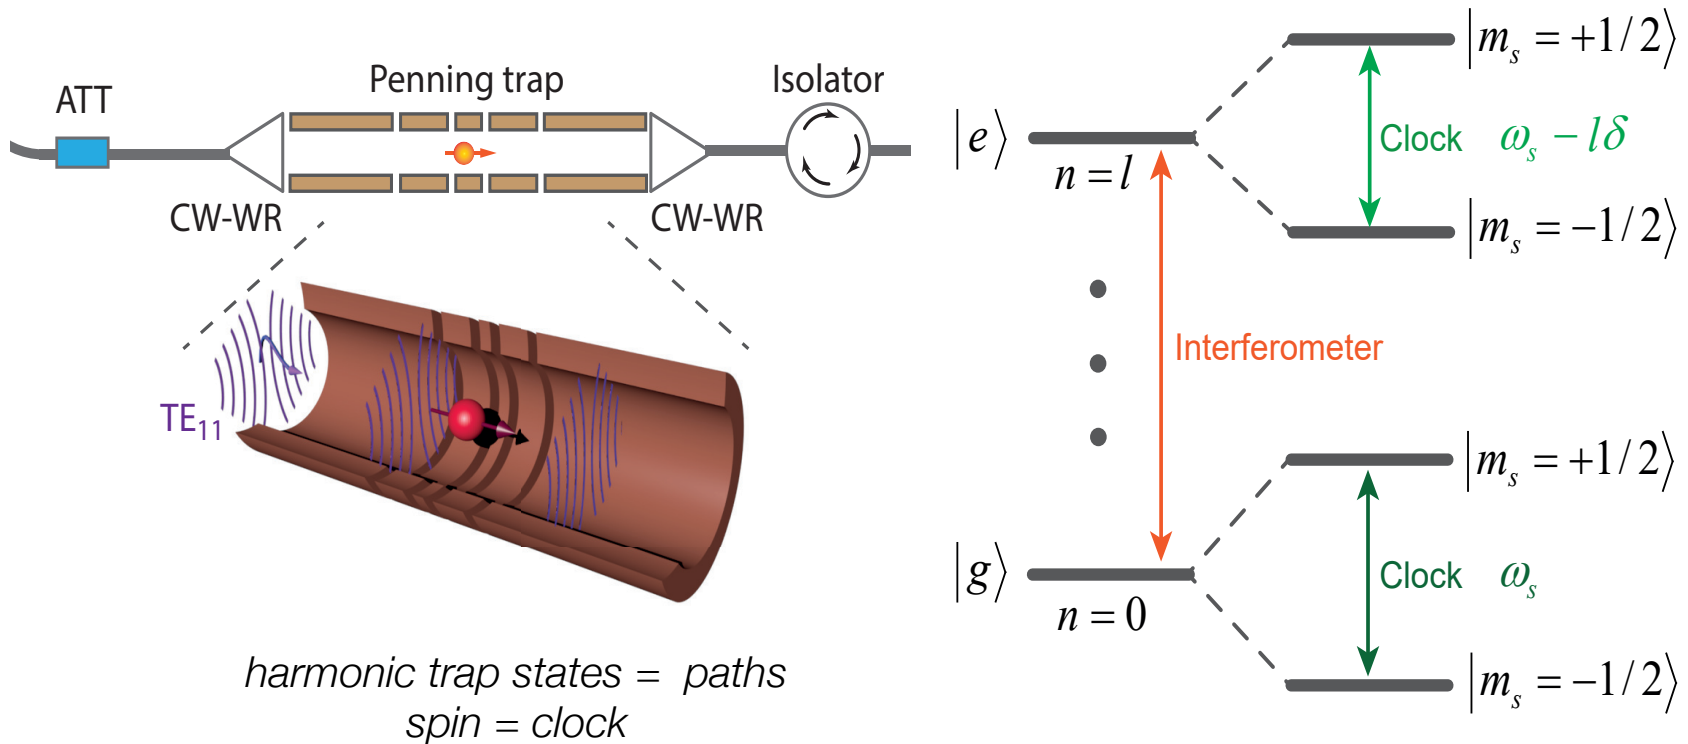 ATT
Penning trap
Isolator
CW-WR
CW-WR
TE₁₁
harmonic trap states = paths
spin = clock
|e⟩
n = l
|m_s = +1/2⟩
Clock ω_s − lδ
|m_s = −1/2⟩
Interferometer
|g⟩
n = 0
|m_s = +1/2⟩
Clock ω_s
|m_s = −1/2⟩